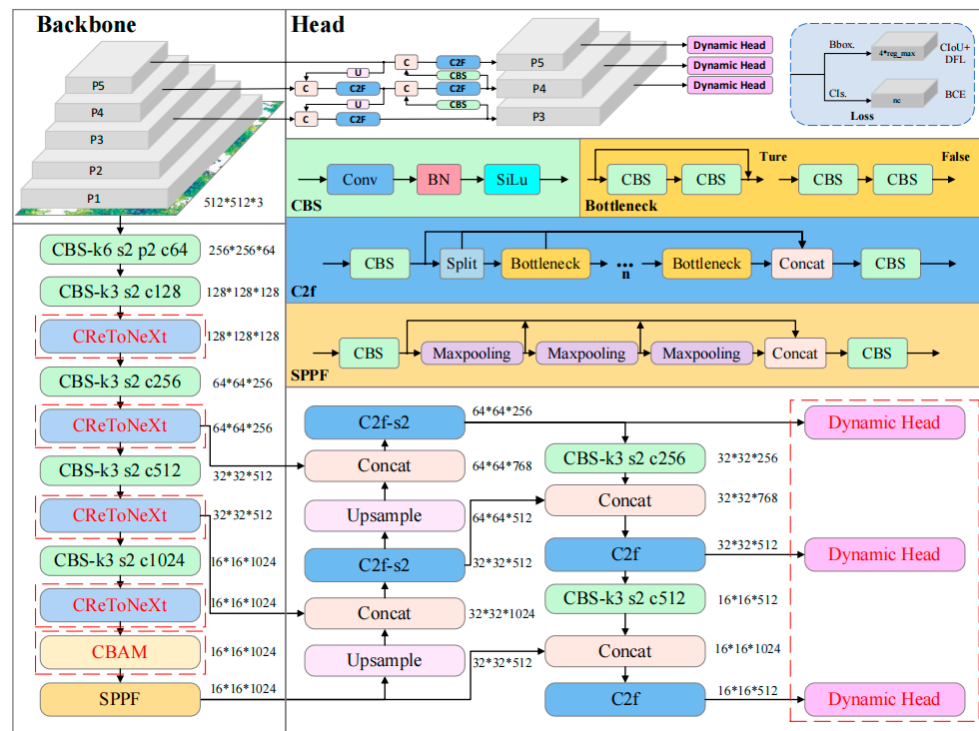 Backbone
P5
P4
P3
P2
P1
512*512*3
CBS-k6 s2 p2 c64
256*256*64
CBS-k3 s2 c128
128*128*128
CReToNeXt
128*128*128
CBS-k3 s2 c256
64*64*256
CReToNeXt
64*64*256
CBS-k3 s2 c512
32*32*512
CReToNeXt
32*32*512
CBS-k3 s2 c1024
16*16*1024
CReToNeXt
16*16*1024
CBAM
16*16*1024
SPPF
16*16*1024
Head
C
C2F
U
CBS
C
C2F
C
C2F
U
CBS
C
C2F
P5
P4
P3
Dynamic Head
Dynamic Head
Dynamic Head
Bbox.
4*reg_max
CIoU+
DFL
CIs.
nc
BCE
Loss
Conv
BN
SiLu
CBS
CBS
CBS
Ture
CBS
CBS
False
Bottleneck
CBS
Split
Bottleneck
...
n
Bottleneck
Concat
CBS
C2f
CBS
Maxpooling
Maxpooling
Maxpooling
Concat
CBS
SPPF
C2f-s2
64*64*256
Concat
64*64*768
Upsample
64*64*512
C2f-s2
32*32*512
Concat
32*32*1024
Upsample
32*32*512
CBS-k3 s2 c256
32*32*256
Concat
32*32*768
C2f
32*32*512
CBS-k3 s2 c512
16*16*512
Concat
16*16*1024
C2f
16*16*512
Dynamic Head
Dynamic Head
Dynamic Head